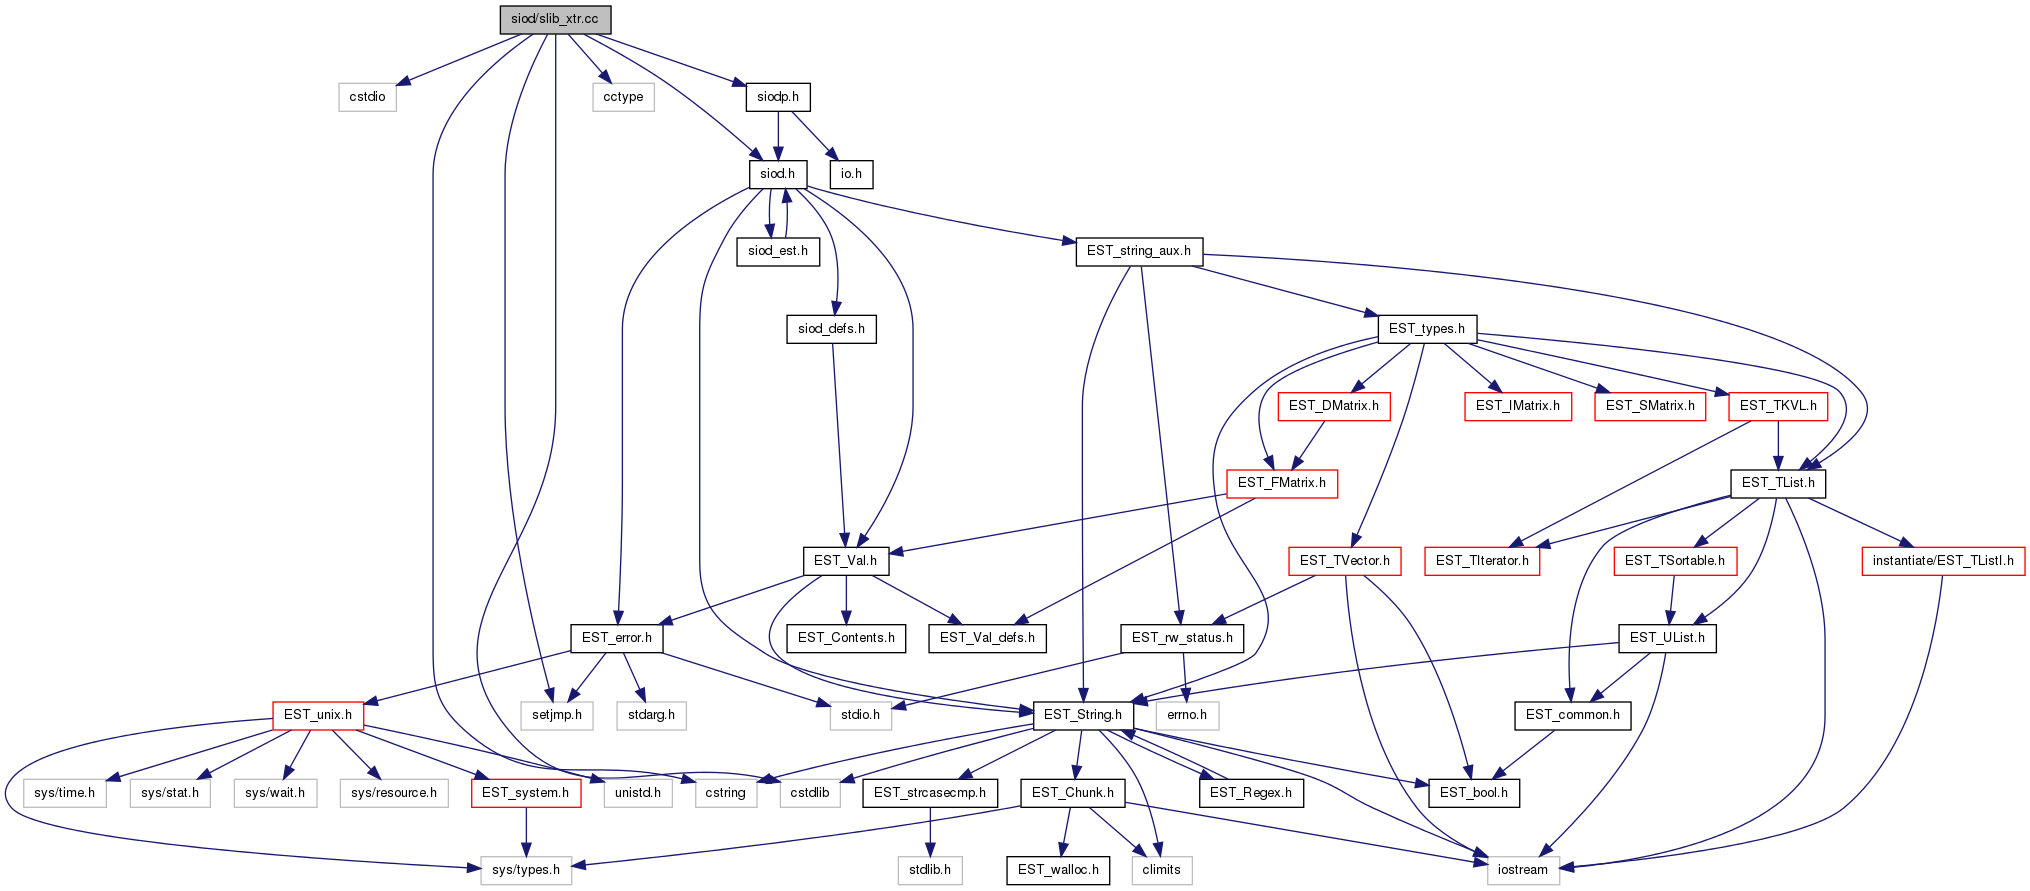 siod/slib_xtr.cc
cstdio
cctype
siodp.h
siod.h
io.h
siod_est.h
EST_string_aux.h
siod_defs.h
EST_types.h
EST_DMatrix.h
EST_IMatrix.h
EST_SMatrix.h
EST_TKVL.h
EST_FMatrix.h
EST_TList.h
EST_Val.h
EST_TVector.h
EST_TIterator.h
EST_TSortable.h
instantiate/EST_TListI.h
EST_error.h
EST_Contents.h
EST_Val_defs.h
EST_rw_status.h
EST_UList.h
EST_unix.h
setjmp.h
stdarg.h
stdio.h
EST_String.h
errno.h
EST_common.h
sys/time.h
sys/stat.h
sys/wait.h
sys/resource.h
EST_system.h
unistd.h
cstring
cstdlib
EST_strcasecmp.h
EST_Chunk.h
EST_Regex.h
EST_bool.h
sys/types.h
stdlib.h
EST_walloc.h
climits
iostream